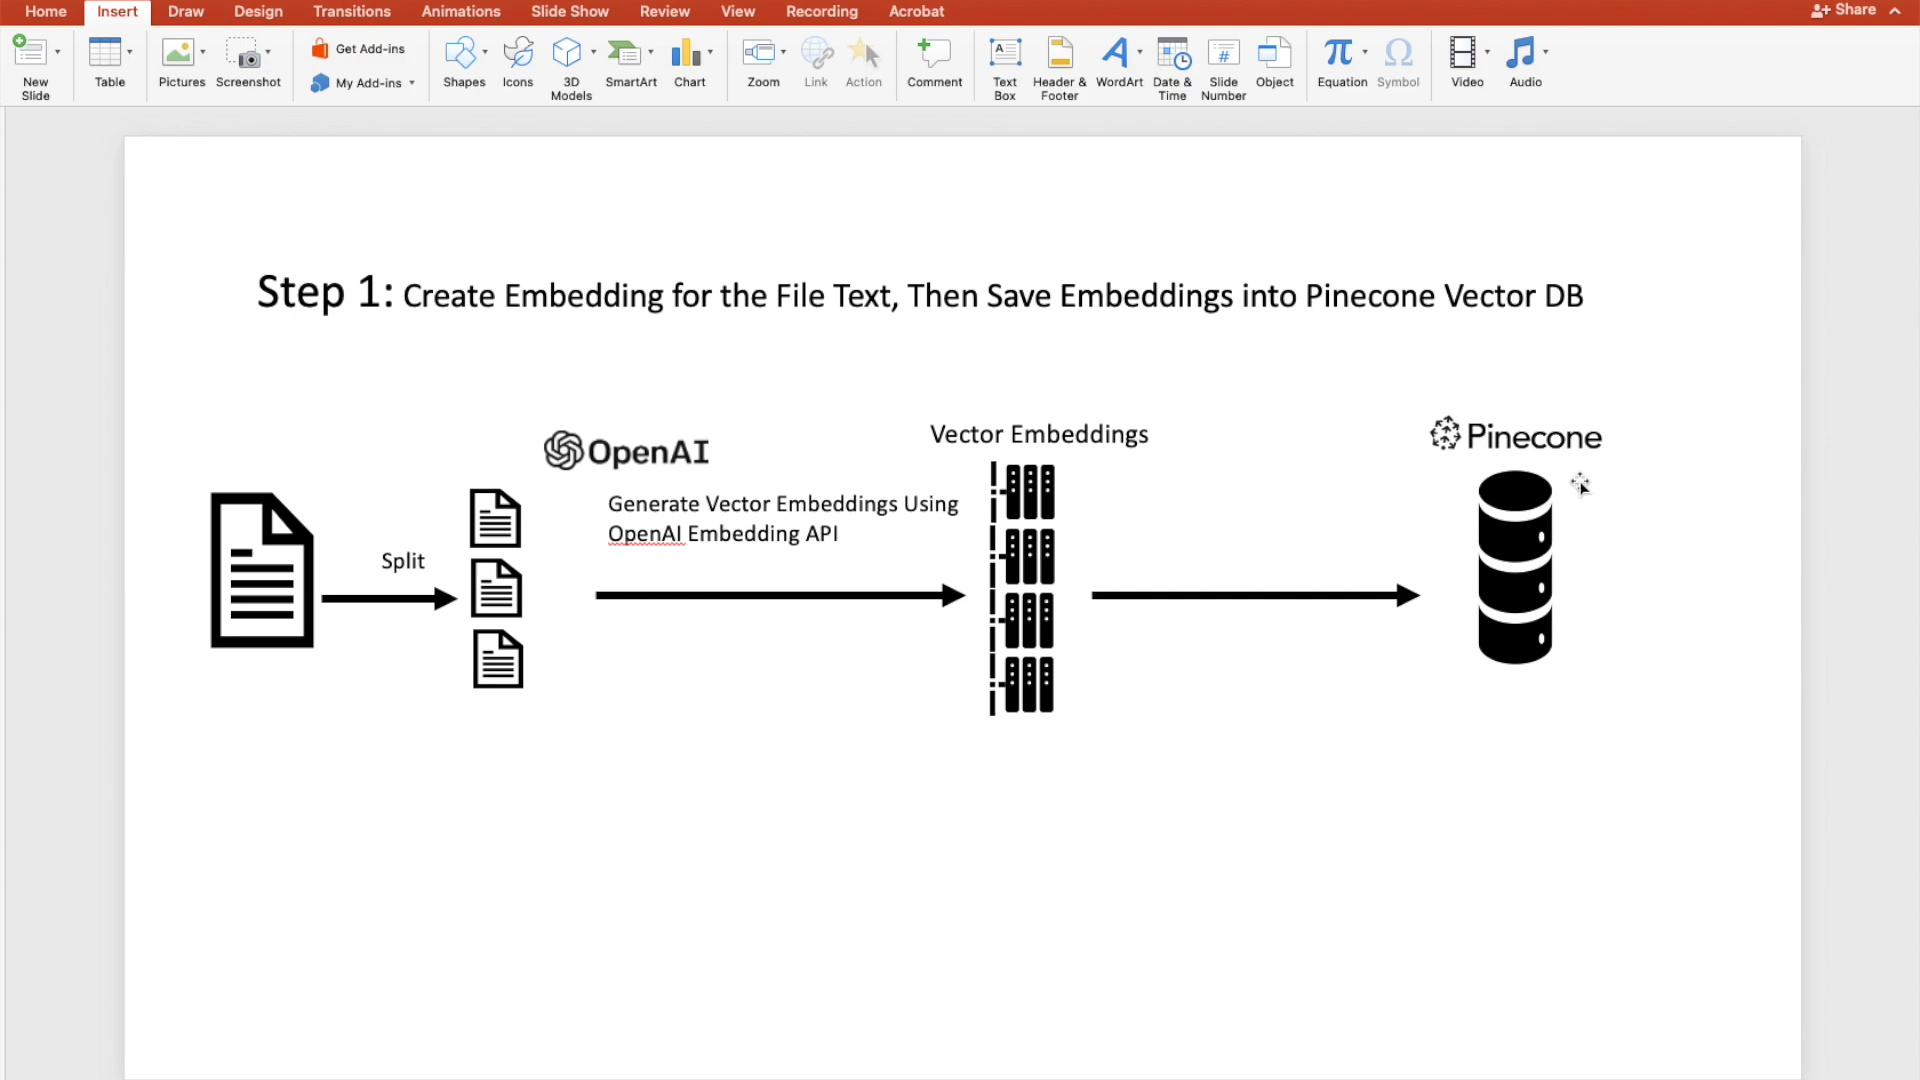 Home Insert Draw Design Transitions Animations Slide Show Review View Recording Acrobat Share
New Slide
Table
Pictures
Screenshot
Get Add-ins
My Add-ins
Shapes
Icons
3D Models
SmartArt
Chart
Zoom
Link
Action
Comment
Text Box
Header & Footer
WordArt
Date & Time
Slide Number
Object
Equation
Symbol
Video
Audio
Step 1: Create Embedding for the File Text, Then Save Embeddings into Pinecone Vector DB
Split
OpenAI
Generate Vector Embeddings Using
OpenAI Embedding API
Vector Embeddings
Pinecone